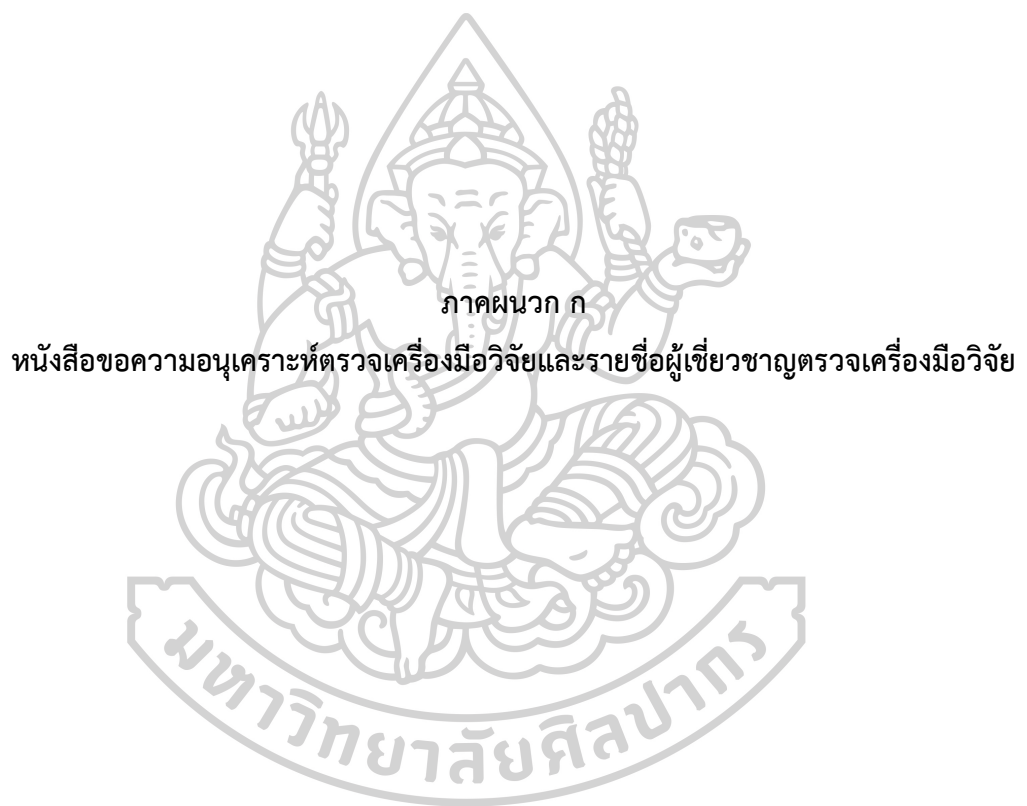 ภาคผนวก ก
หนังสือขอความอนุเคราะห์ตรวจเครื่องมือวิจัยและรายชื่อผู้เชี่ยวชาญตรวจเครื่องมือวิจัย
มหาวิทยาลัยศิลปากร